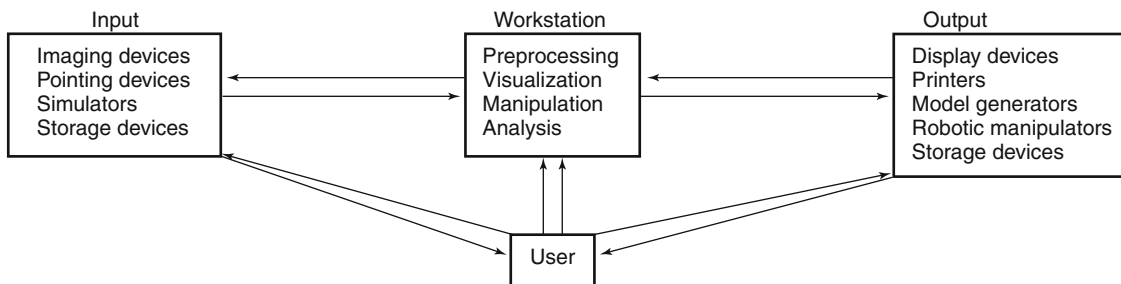 Input
Imaging devices
Pointing devices
Simulators
Storage devices
Workstation
Preprocessing
Visualization
Manipulation
Analysis
Output
Display devices
Printers
Model generators
Robotic manipulators
Storage devices
User